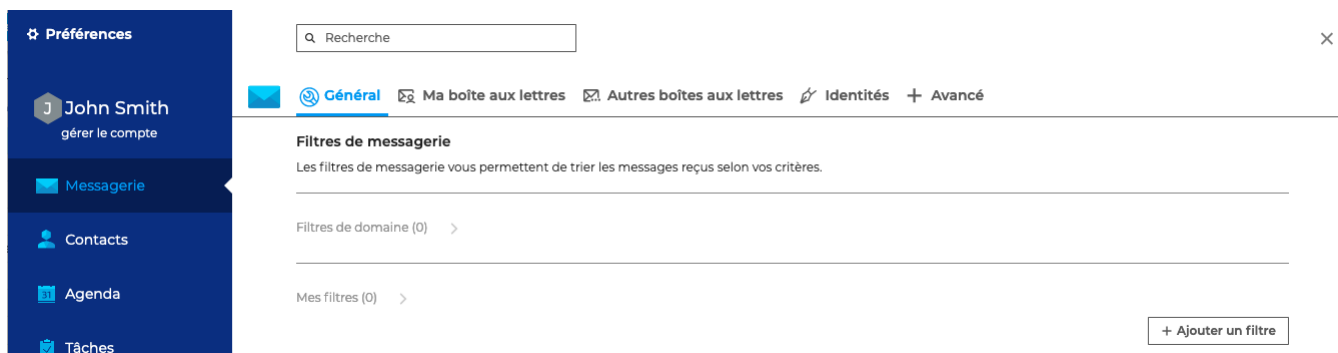 Préférences
Recherche
J John Smith
gérer le compte
Général Ma boîte aux lettres Autres boîtes aux lettres Identités + Avancé
Filtres de messagerie
Les filtres de messagerie vous permettent de trier les messages reçus selon vos critères.
Messagerie
Filtres de domaine (0)
Contacts
Agenda
31
Mes filtres (0)
+ Ajouter un filtre
Tâches